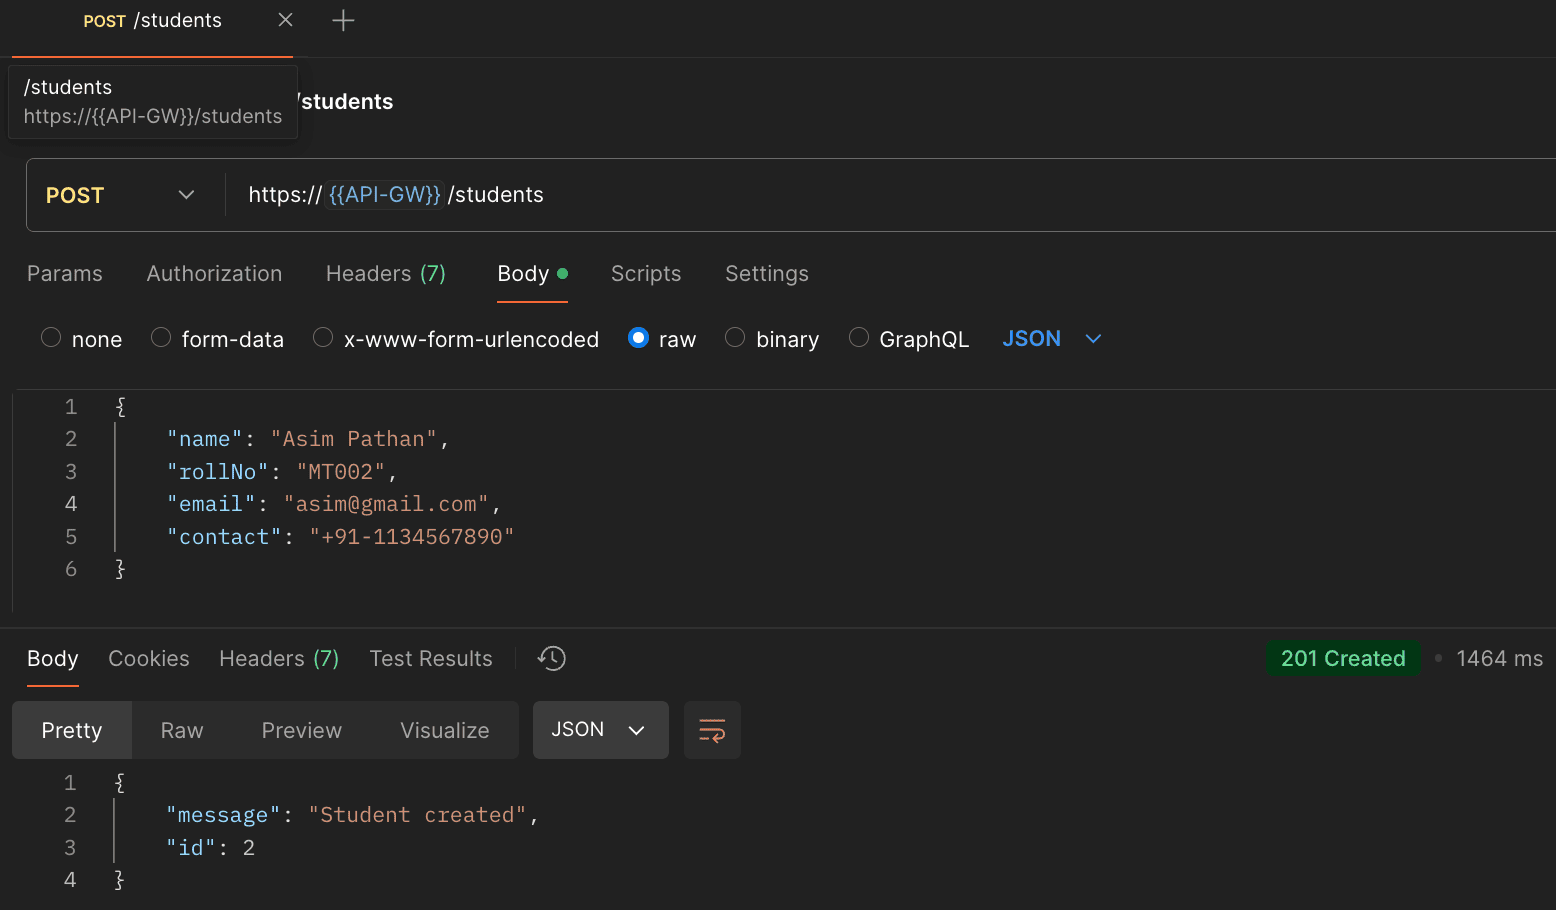 POST /students
/students
https://{{API-GW}}/students
/students
POST https://{{API-GW}}/students
Params Authorization Headers (7) Body Scripts Settings
none form-data x-www-form-urlencoded raw binary GraphQL JSON
1 {
2 "name": "Asim Pathan",
3 "rollNo": "MT002",
4 "email": "asim@gmail.com",
5 "contact": "+91-1134567890"
6 }
Body Cookies Headers (7) Test Results 201 Created • 1464 ms
Pretty Raw Preview Visualize JSON
1 {
2 "message": "Student created",
3 "id": 2
4 }